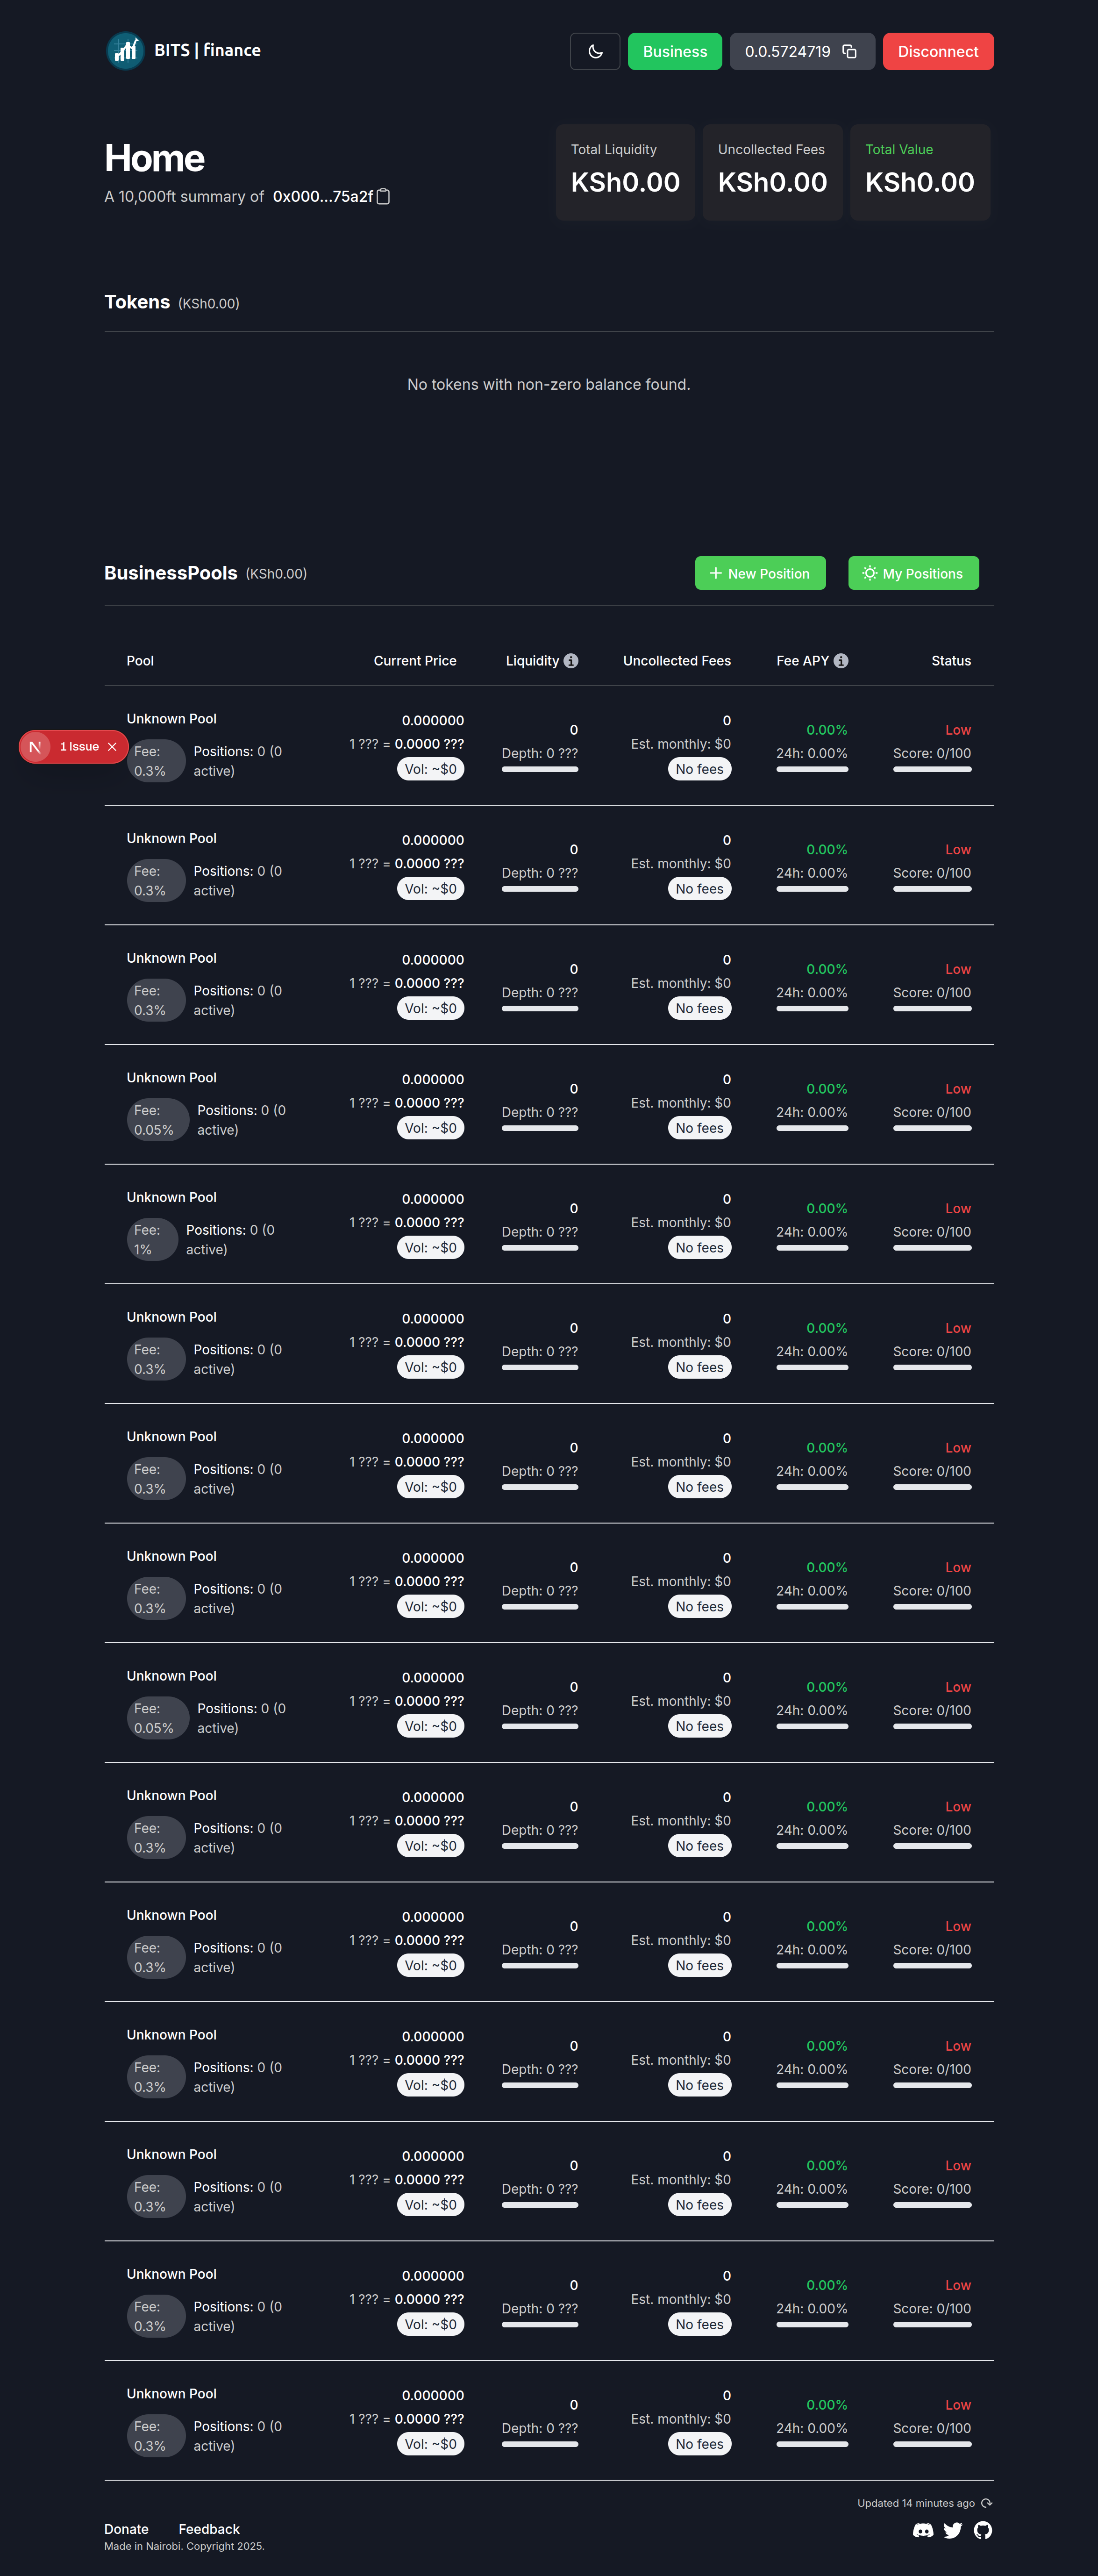 BITS | finance
Business
0.0.5724719
Disconnect
Home
A 10,000ft summary of 0x000...75a2f
Total Liquidity
KSh0.00
Uncollected Fees
KSh0.00
Total Value
KSh0.00
Tokens (KSh0.00)
No tokens with non-zero balance found.
BusinessPools (KSh0.00)
New Position
My Positions
Pool Current Price Liquidity Uncollected Fees Fee APY Status
N 1 Issue
Unknown Pool 0.000000 0 0 0.00% Low
Fee: Positions: 0 (0 1 ??? = 0.0000 ??? Depth: 0 ??? Est. monthly: $0 24h: 0.00% Score: 0/100
0.3% active) Vol: ~$0 No fees
Unknown Pool 0.000000 0 0 0.00% Low
Fee: Positions: 0 (0 1 ??? = 0.0000 ??? Depth: 0 ??? Est. monthly: $0 24h: 0.00% Score: 0/100
0.3% active) Vol: ~$0 No fees
Unknown Pool 0.000000 0 0 0.00% Low
Fee: Positions: 0 (0 1 ??? = 0.0000 ??? Depth: 0 ??? Est. monthly: $0 24h: 0.00% Score: 0/100
0.3% active) Vol: ~$0 No fees
Unknown Pool 0.000000 0 0 0.00% Low
Fee: Positions: 0 (0 1 ??? = 0.0000 ??? Depth: 0 ??? Est. monthly: $0 24h: 0.00% Score: 0/100
0.05% active) Vol: ~$0 No fees
Unknown Pool 0.000000 0 0 0.00% Low
Fee: Positions: 0 (0 1 ??? = 0.0000 ??? Depth: 0 ??? Est. monthly: $0 24h: 0.00% Score: 0/100
1% active) Vol: ~$0 No fees
Unknown Pool 0.000000 0 0 0.00% Low
Fee: Positions: 0 (0 1 ??? = 0.0000 ??? Depth: 0 ??? Est. monthly: $0 24h: 0.00% Score: 0/100
0.3% active) Vol: ~$0 No fees
Unknown Pool 0.000000 0 0 0.00% Low
Fee: Positions: 0 (0 1 ??? = 0.0000 ??? Depth: 0 ??? Est. monthly: $0 24h: 0.00% Score: 0/100
0.3% active) Vol: ~$0 No fees
Unknown Pool 0.000000 0 0 0.00% Low
Fee: Positions: 0 (0 1 ??? = 0.0000 ??? Depth: 0 ??? Est. monthly: $0 24h: 0.00% Score: 0/100
0.3% active) Vol: ~$0 No fees
Unknown Pool 0.000000 0 0 0.00% Low
Fee: Positions: 0 (0 1 ??? = 0.0000 ??? Depth: 0 ??? Est. monthly: $0 24h: 0.00% Score: 0/100
0.05% active) Vol: ~$0 No fees
Unknown Pool 0.000000 0 0 0.00% Low
Fee: Positions: 0 (0 1 ??? = 0.0000 ??? Depth: 0 ??? Est. monthly: $0 24h: 0.00% Score: 0/100
0.3% active) Vol: ~$0 No fees
Unknown Pool 0.000000 0 0 0.00% Low
Fee: Positions: 0 (0 1 ??? = 0.0000 ??? Depth: 0 ??? Est. monthly: $0 24h: 0.00% Score: 0/100
0.3% active) Vol: ~$0 No fees
Unknown Pool 0.000000 0 0 0.00% Low
Fee: Positions: 0 (0 1 ??? = 0.0000 ??? Depth: 0 ??? Est. monthly: $0 24h: 0.00% Score: 0/100
0.3% active) Vol: ~$0 No fees
Unknown Pool 0.000000 0 0 0.00% Low
Fee: Positions: 0 (0 1 ??? = 0.0000 ??? Depth: 0 ??? Est. monthly: $0 24h: 0.00% Score: 0/100
0.3% active) Vol: ~$0 No fees
Unknown Pool 0.000000 0 0 0.00% Low
Fee: Positions: 0 (0 1 ??? = 0.0000 ??? Depth: 0 ??? Est. monthly: $0 24h: 0.00% Score: 0/100
0.3% active) Vol: ~$0 No fees
Unknown Pool 0.000000 0 0 0.00% Low
Fee: Positions: 0 (0 1 ??? = 0.0000 ??? Depth: 0 ??? Est. monthly: $0 24h: 0.00% Score: 0/100
0.3% active) Vol: ~$0 No fees
Updated 14 minutes ago
Donate Feedback
Made in Nairobi. Copyright 2025.